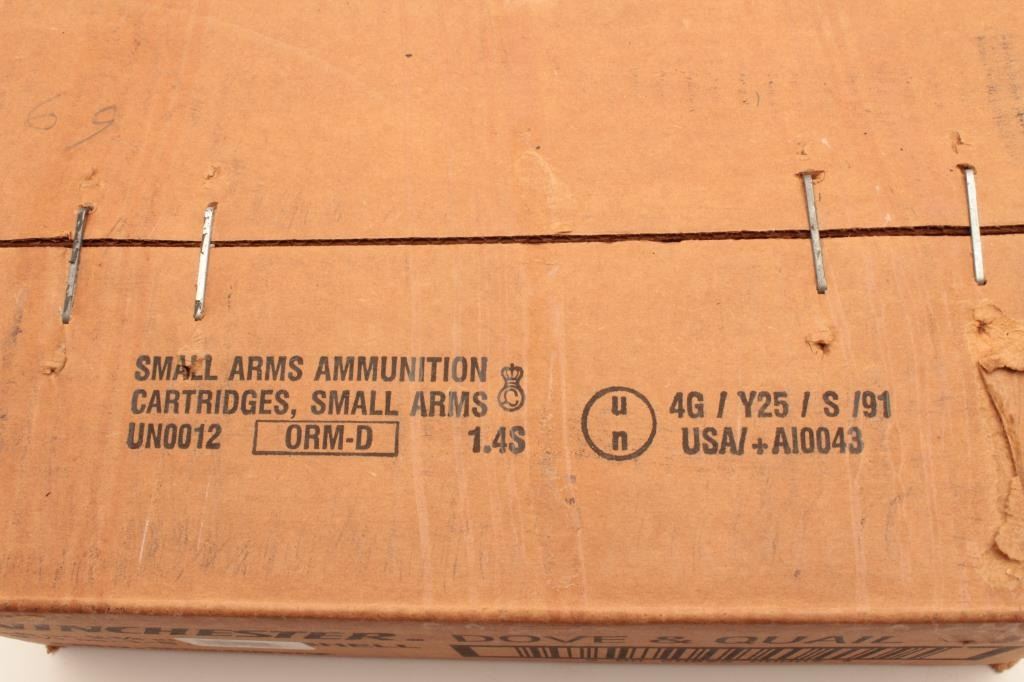 69
SMALL ARMS AMMUNITION
CARTRIDGES, SMALL ARMS
UN0012 ORM-D 1.4S
u
n
4G / Y25 / S /91
USA/+AI0043
WINCHESTER. DOVE & QUAIL